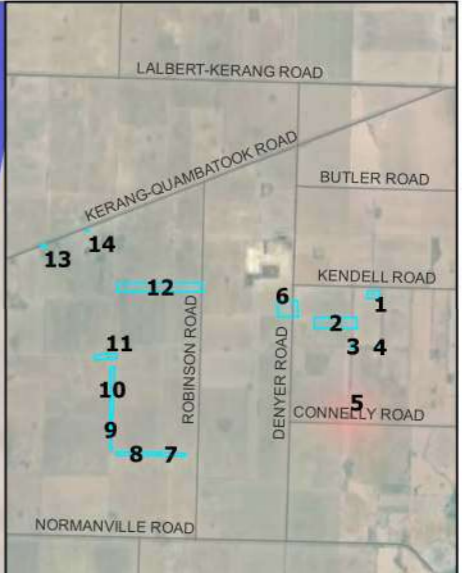 LALBERT-KERANG ROAD
KERANG-QUAMBATOOK ROAD
BUTLER ROAD
14
13
KENDELL ROAD
12
6
1
2
ROBINSON ROAD
DENYER ROAD
11
3 4
10
5
CONNELLY ROAD
9
8 7
NORMANVILLE ROAD